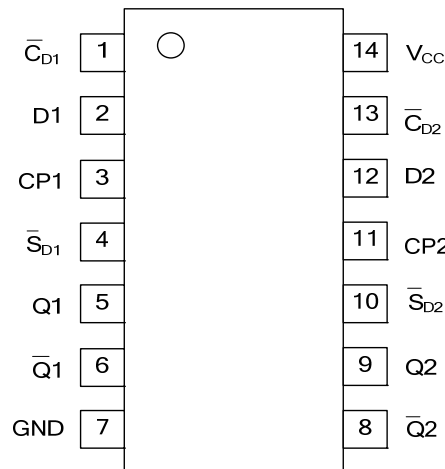 C̅D1 1 14 VCC
D1 2 13 C̅D2
CP1 3 12 D2
S̅D1 4 11 CP2
Q1 5 10 S̅D2
Q̅1 6 9 Q2
GND 7 8 Q̅2